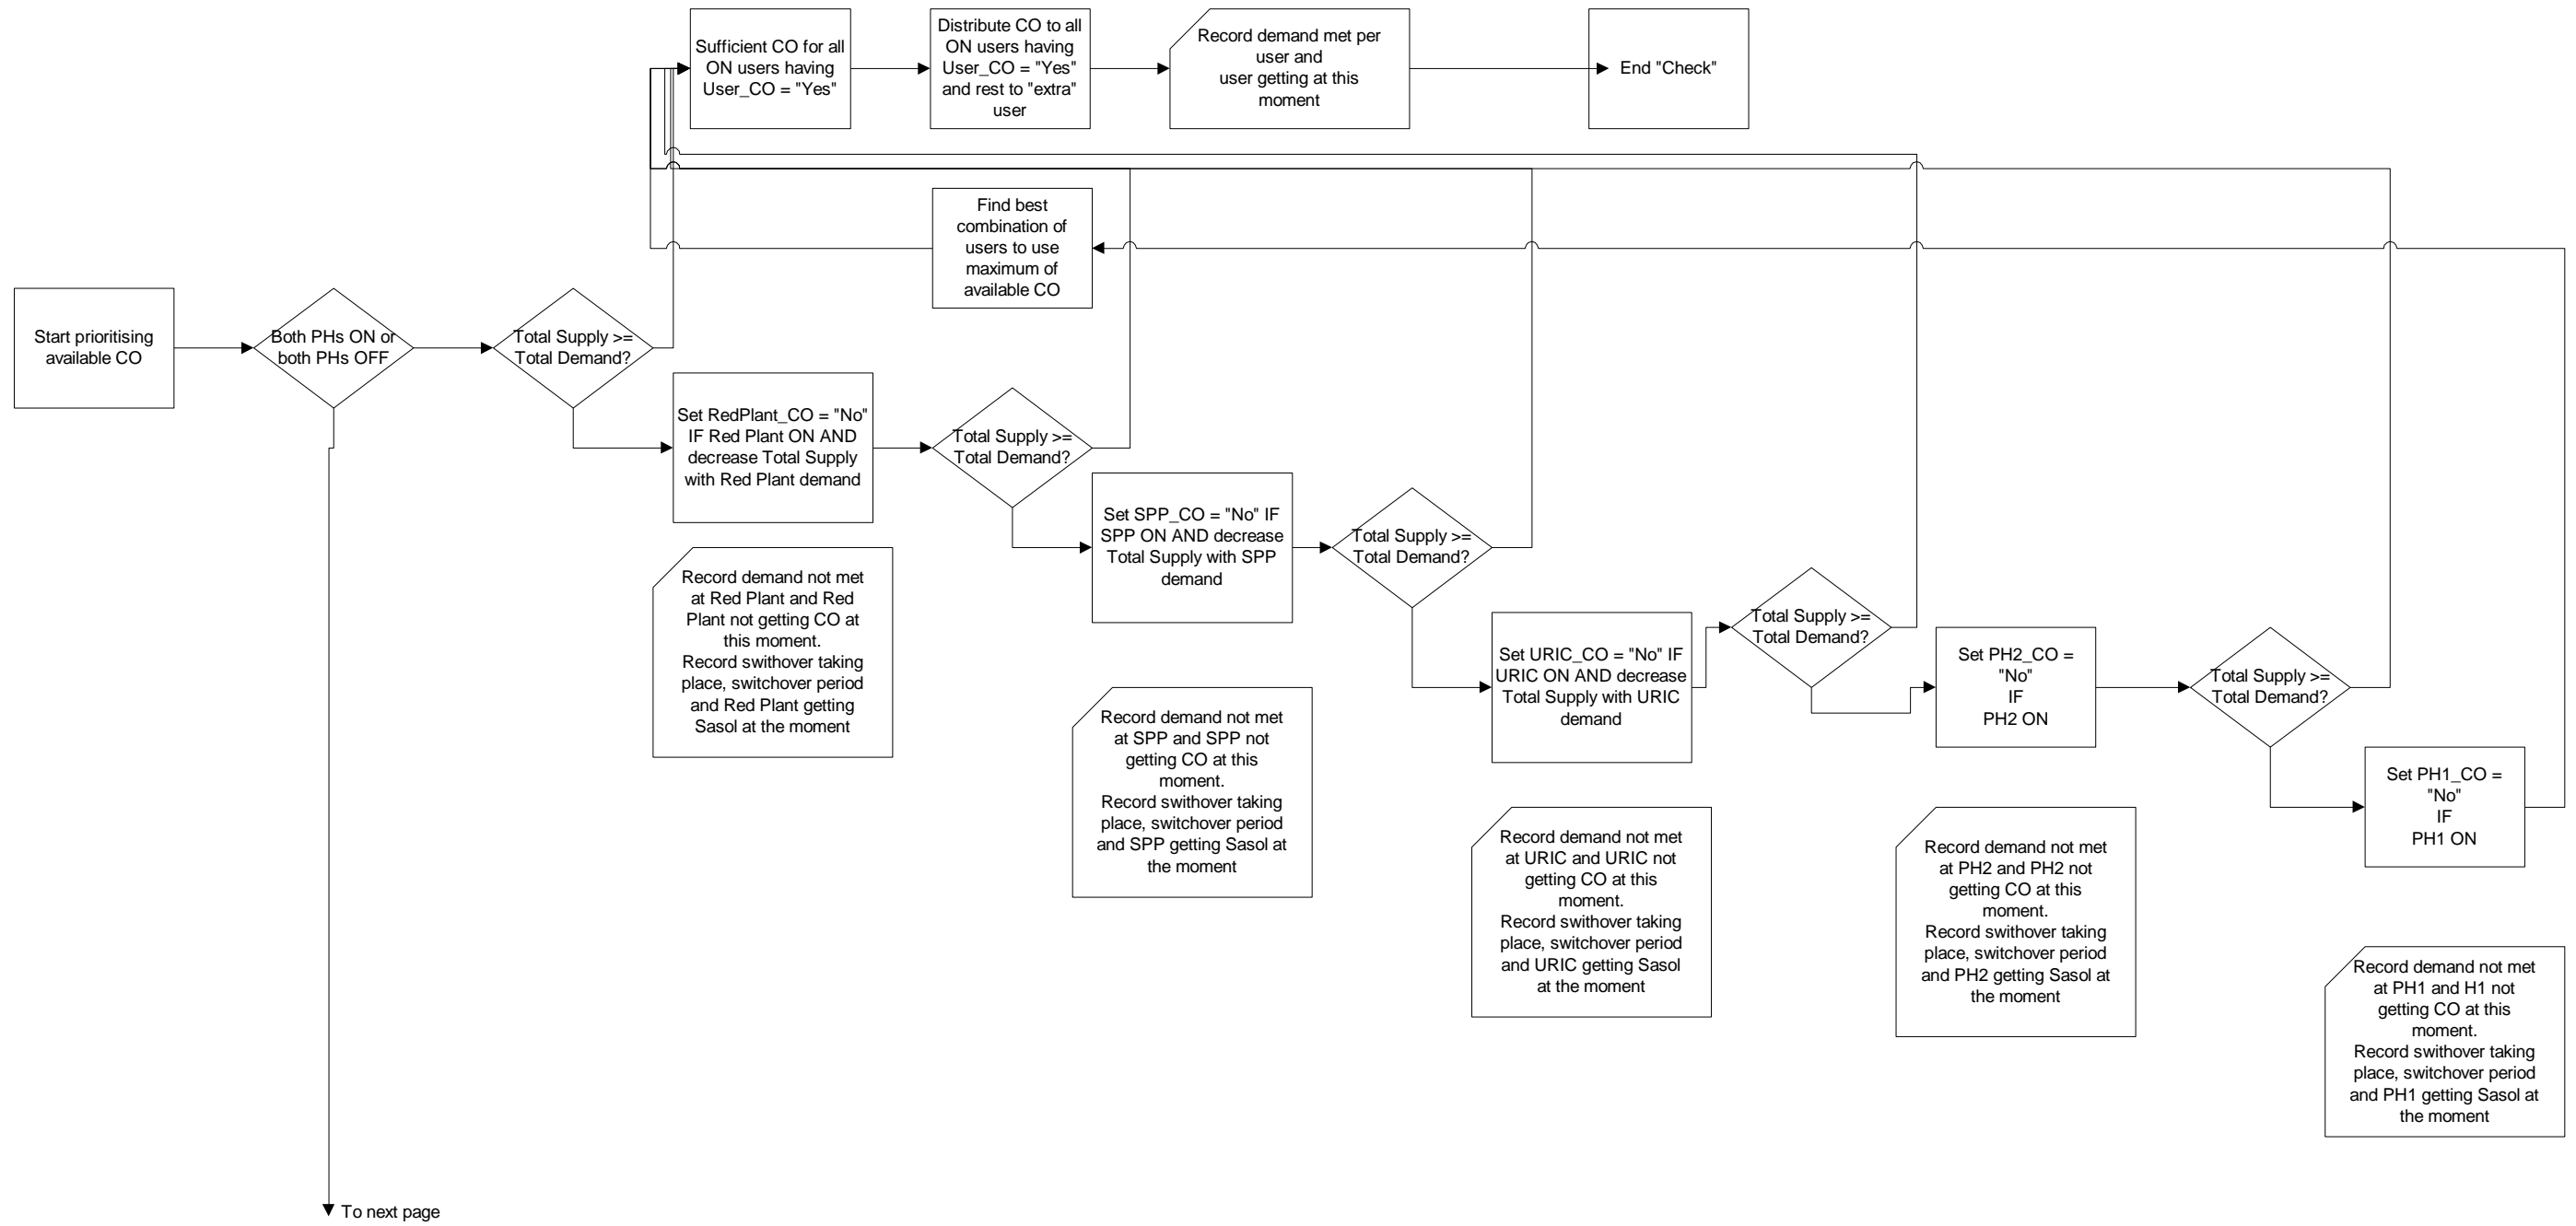 Sufficient CO for all
ON users having
User_CO = "Yes"
Distribute CO to all
ON users having
User_CO = "Yes"
and rest to "extra"
user
Record demand met per
user and
user getting at this
moment
End "Check"
Find best
combination of
users to use
maximum of
available CO
Start prioritising
available CO
Both PHs ON or
both PHs OFF
Total Supply >=
Total Demand?
Set RedPlant_CO = "No"
IF Red Plant ON AND
decrease Total Supply
with Red Plant demand
Total Supply >=
Total Demand?
Set SPP_CO = "No" IF
SPP ON AND decrease
Total Supply with SPP
demand
Total Supply >=
Total Demand?
Set URIC_CO = "No" IF
URIC ON AND decrease
Total Supply with URIC
demand
Total Supply >=
Total Demand?
Set PH2_CO =
"No"
IF
PH2 ON
Total Supply >=
Total Demand?
Set PH1_CO =
"No"
IF
PH1 ON
Record demand not met
at Red Plant and Red
Plant not getting CO at
this moment.
Record swithover taking
place, switchover period
and Red Plant getting
Sasol at the moment
Record demand not met
at SPP and SPP not
getting CO at this
moment.
Record swithover taking
place, switchover period
and SPP getting Sasol at
the moment
Record demand not met
at URIC and URIC not
getting CO at this
moment.
Record swithover taking
place, switchover period
and URIC getting Sasol
at the moment
Record demand not met
at PH2 and PH2 not
getting CO at this
moment.
Record swithover taking
place, switchover period
and PH2 getting Sasol at
the moment
Record demand not met
at PH1 and H1 not
getting CO at this
moment.
Record swithover taking
place, switchover period
and PH1 getting Sasol at
the moment
To next page